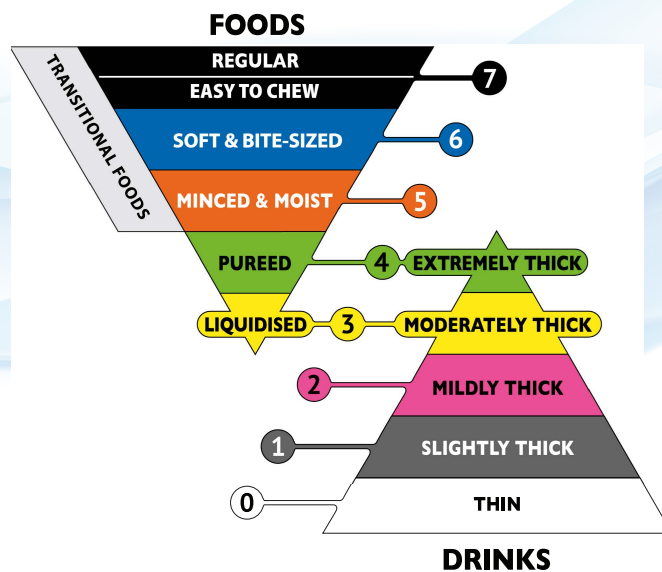 FOODS
TRANSITIONAL FOODS
REGULAR
EASY TO CHEW
7
SOFT & BITE-SIZED
6
MINCED & MOIST
5
PUREED
4
EXTREMELY THICK
LIQUIDISED
3
MODERATELY THICK
2
MILDLY THICK
1
SLIGHTLY THICK
0
THIN
DRINKS